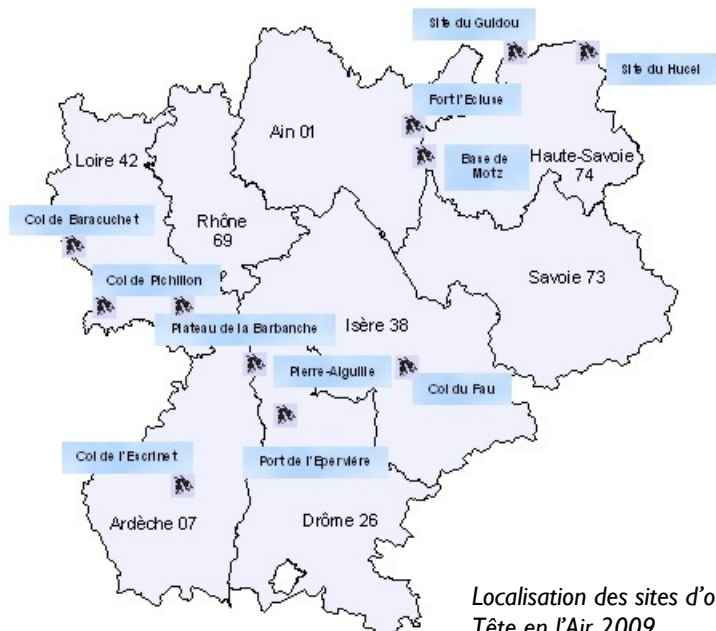 Site du Guidou
Site du Hucel
Fort l'Ecluse
Ain 01
Base de
Motz
Haute-Savoie
74
Loire 42
Rhône
69
Col de Baracuchet
Savoie 73
Col de Pichillon
Isère 38
Plateau de la Barbanche
Pierre-Aiguille
Col du Fau
Col de l'Escrinet
Port de l'Epervière
Ardèche 07
Drôme 26
Localisation des sites d'o
Tête en l'Air 2009